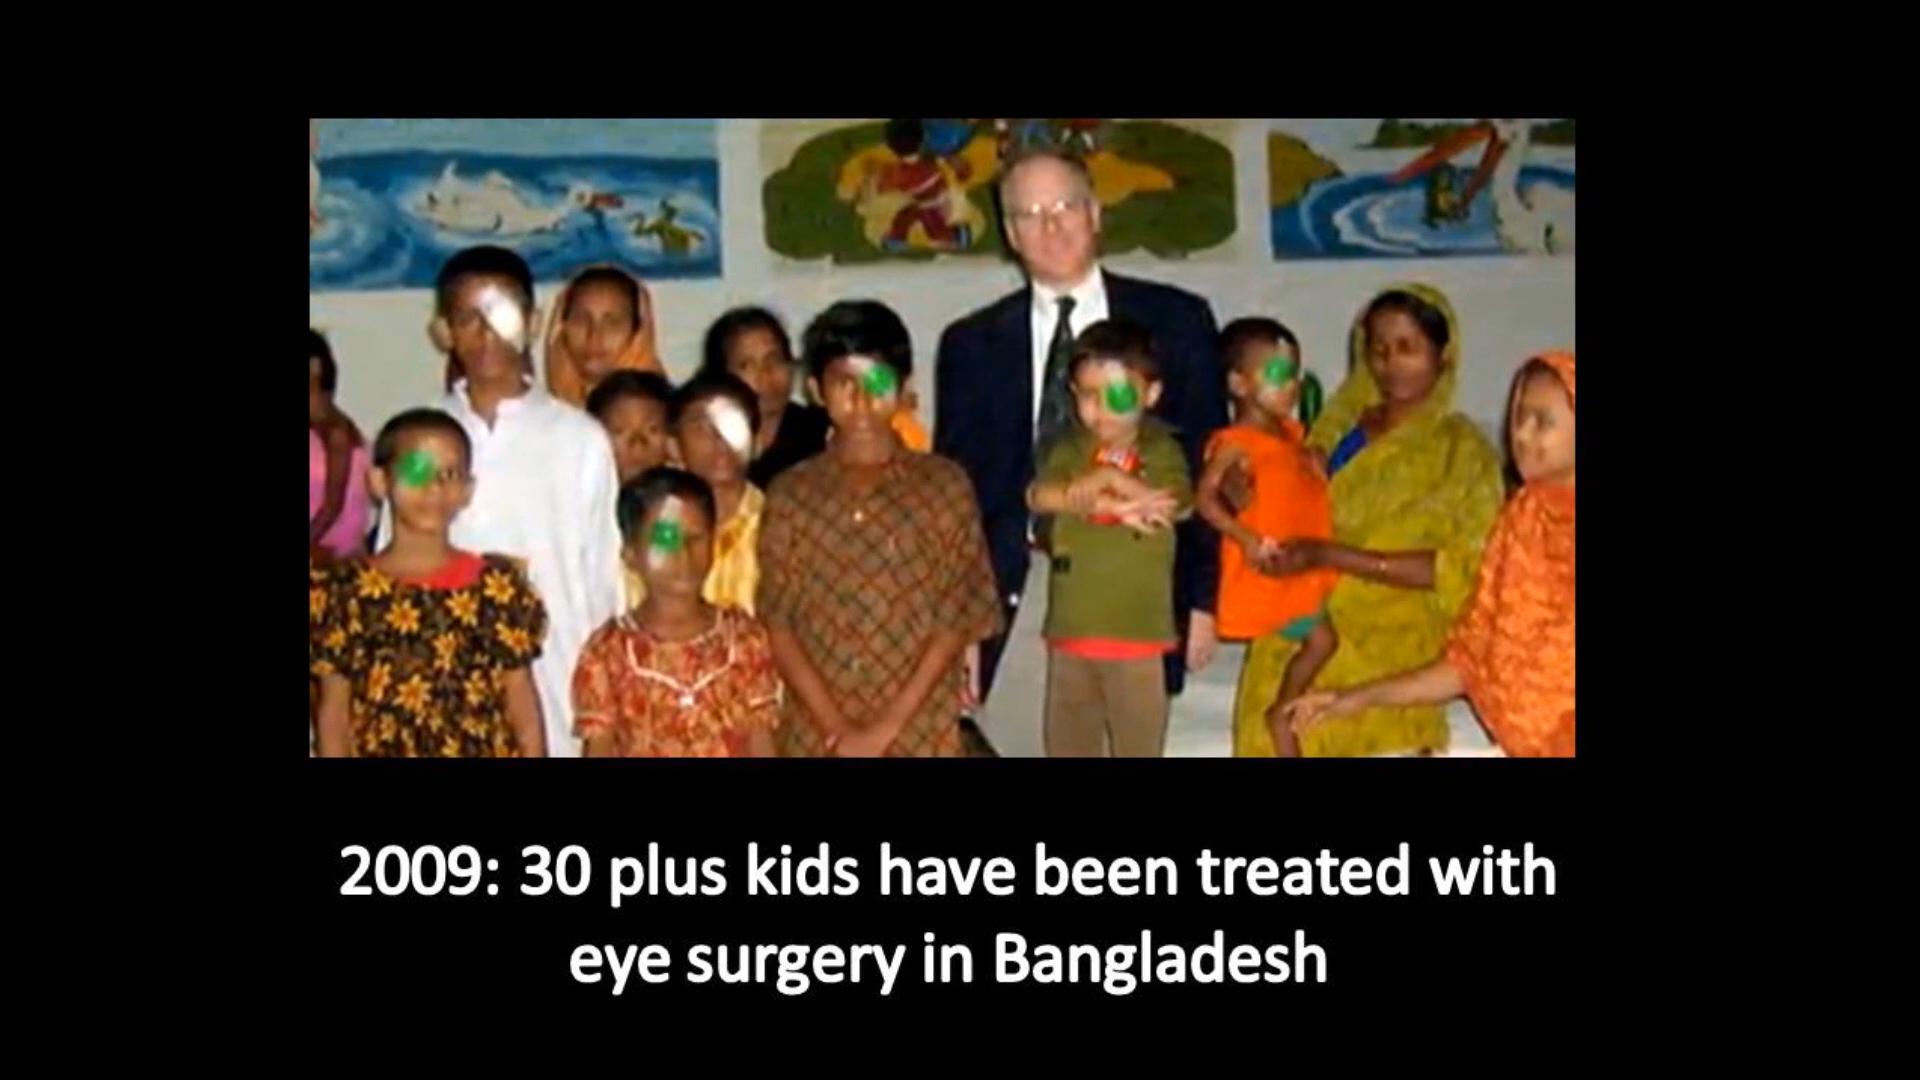 2009: 30 plus kids have been treated with
eye surgery in Bangladesh